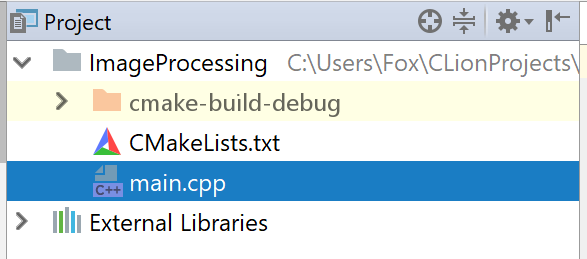 Project
ImageProcessing C:\Users\Fox\CLionProjects\
cmake-build-debug
CMakeLists.txt
C++ main.cpp
External Libraries